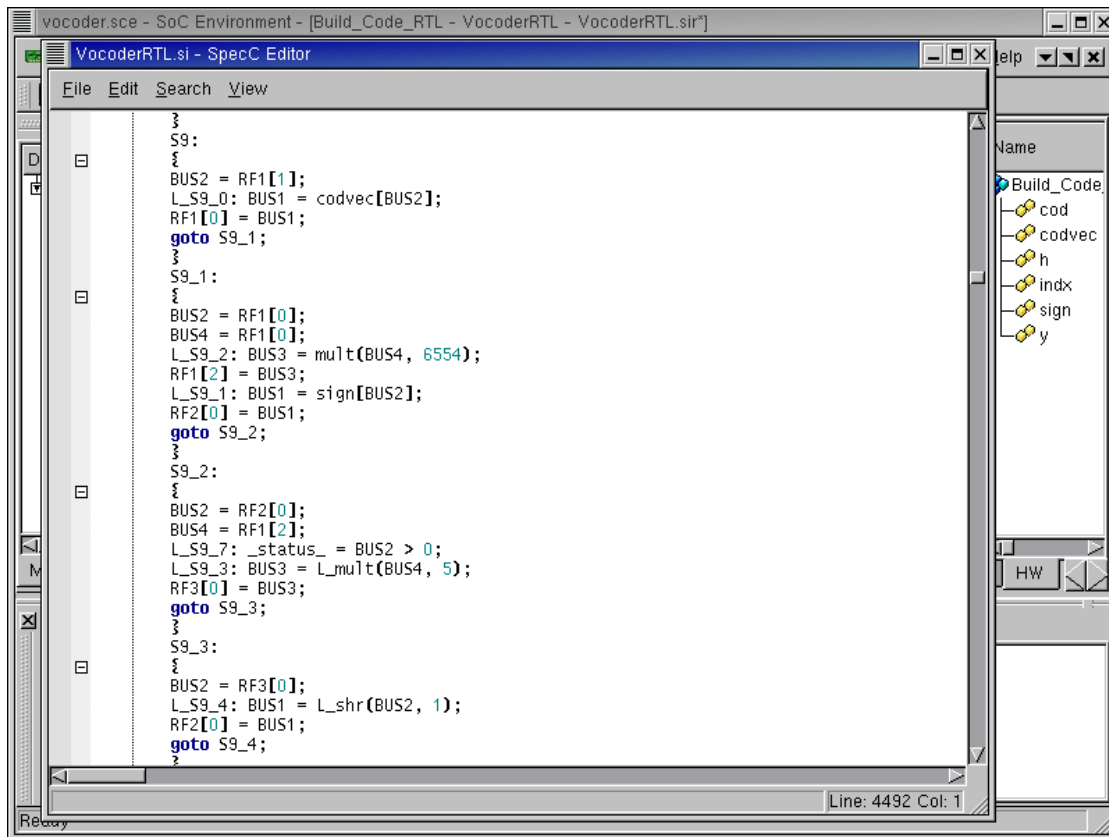 vocoder.sce - SoC Environment - [Build_Code_RTL - VocoderRTL - VocoderRTL.sir*]
VocoderRTL.si - SpecC Editor
elp
File Edit Search View
}
S9:
{
BUS2 = RF1[1];
L_S9_0: BUS1 = codvec[BUS2];
RF1[0] = BUS1;
goto S9_1;
}
S9_1:
{
BUS2 = RF1[0];
BUS4 = RF1[0];
L_S9_2: BUS3 = mult(BUS4, 6554);
RF1[2] = BUS3;
L_S9_1: BUS1 = sign[BUS2];
RF2[0] = BUS1;
goto S9_2;
}
S9_2:
{
BUS2 = RF2[0];
BUS4 = RF1[2];
L_S9_7: _status_ = BUS2 > 0;
L_S9_3: BUS3 = L_mult(BUS4, 5);
RF3[0] = BUS3;
goto S9_3;
}
S9_3:
{
BUS2 = RF3[0];
L_S9_4: BUS1 = L_shr(BUS2, 1);
RF2[0] = BUS1;
goto S9_4;
}
Line: 4492 Col: 1
D
M
Name
Build_Code_
cod
codvec
h
indx
sign
y
HW
Ready